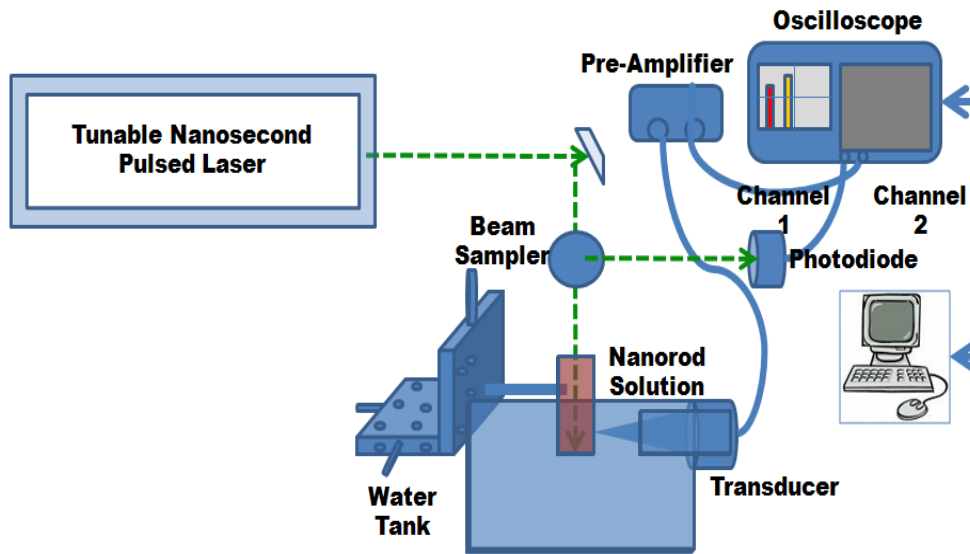 Oscilloscope
Pre-Amplifier
Tunable Nanosecond
Pulsed Laser
Channel
1
Channel
2
Beam
Sampler
Photodiode
Nanorod
Solution
Transducer
Water
Tank